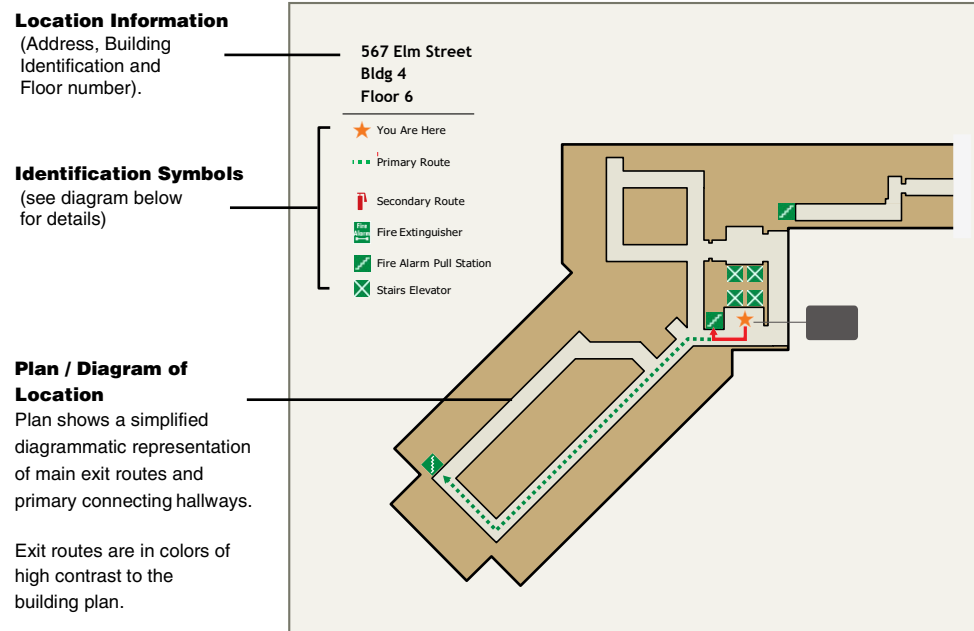 Location Information
(Address, Building
Identification and
Floor number).
567 Elm Street
Bldg 4
Floor 6
You Are Here
Primary Route
Identification Symbols
(see diagram below
for details)
Secondary Route
Fire
Alarm
Fire Extinguisher
Fire Alarm Pull Station
Stairs Elevator
Plan / Diagram of
Location
Plan shows a simplified
diagrammatic representation
of main exit routes and
primary connecting hallways.
Exit routes are in colors of
high contrast to the
building plan.